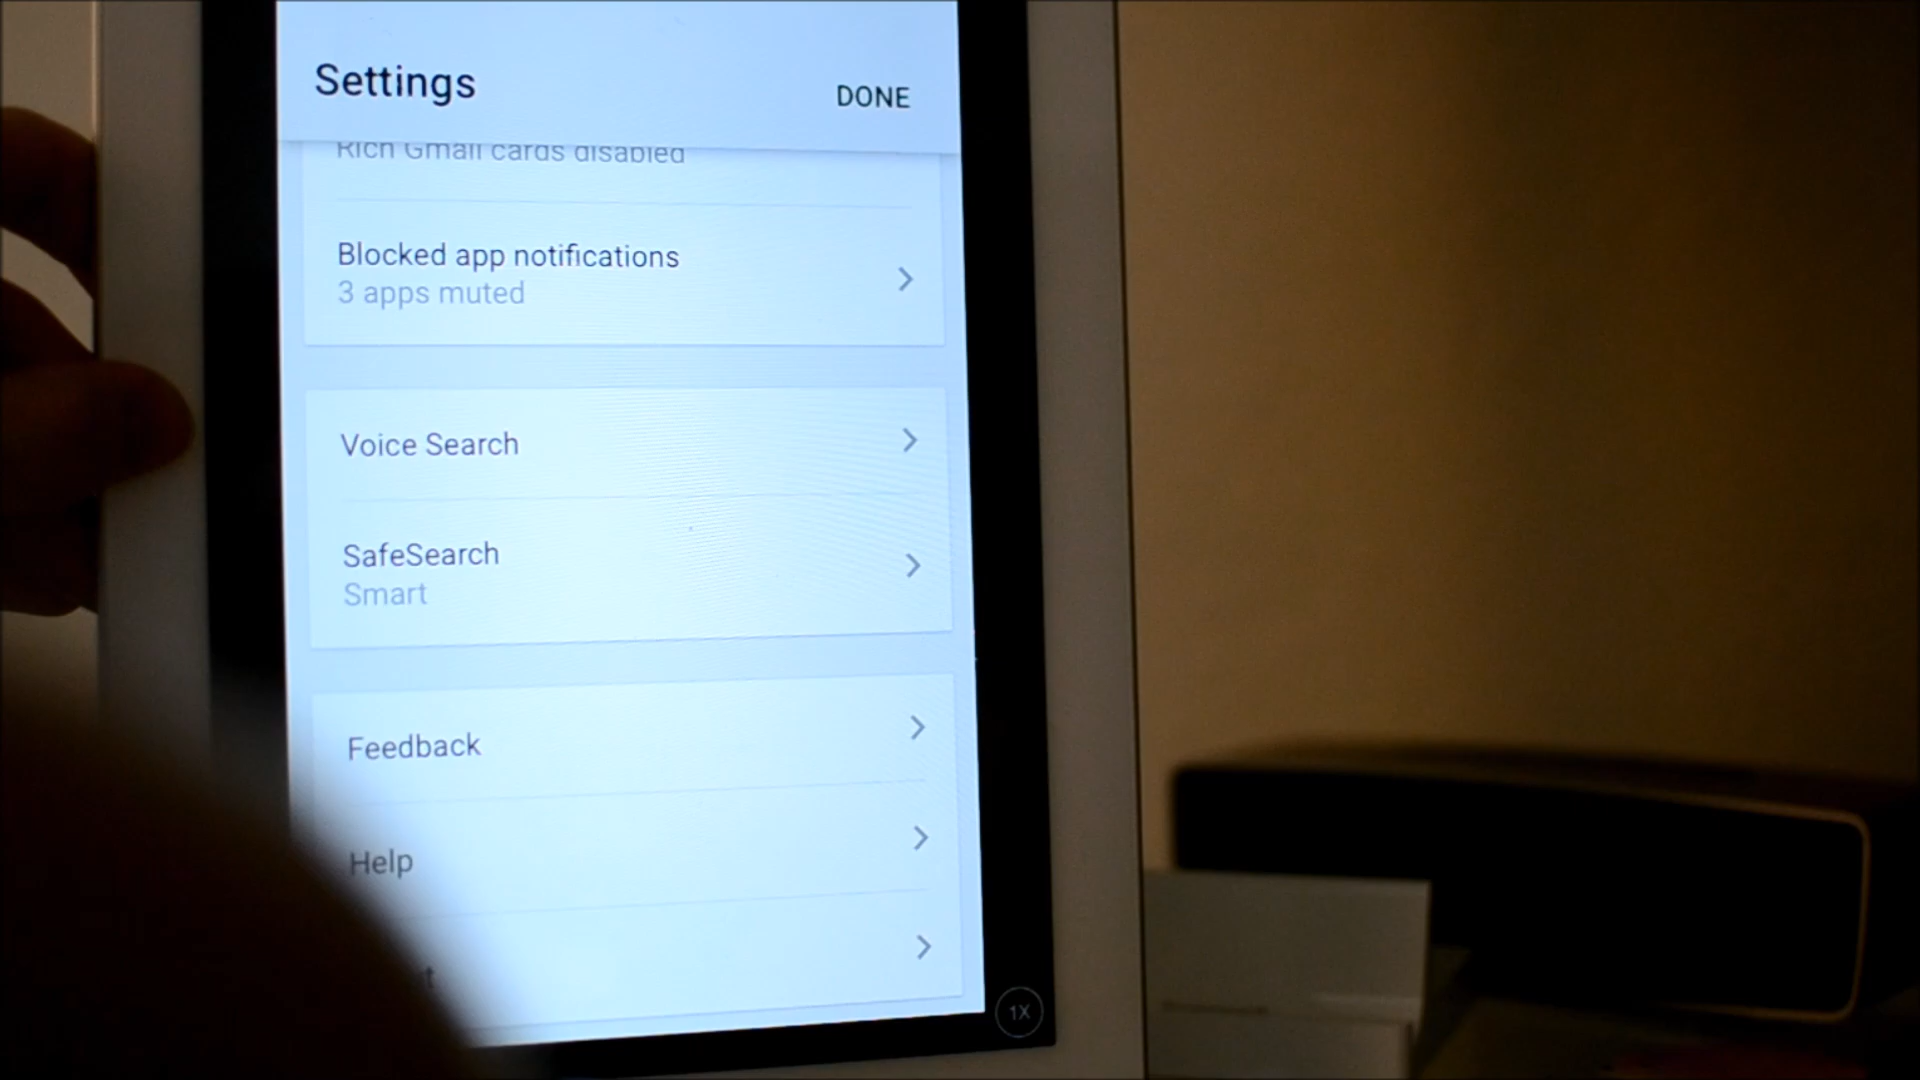 Settings
DONE
Rich Gmail cards disabled
Blocked app notifications
3 apps muted
Voice Search
SafeSearch
Smart
Feedback
Help
1X